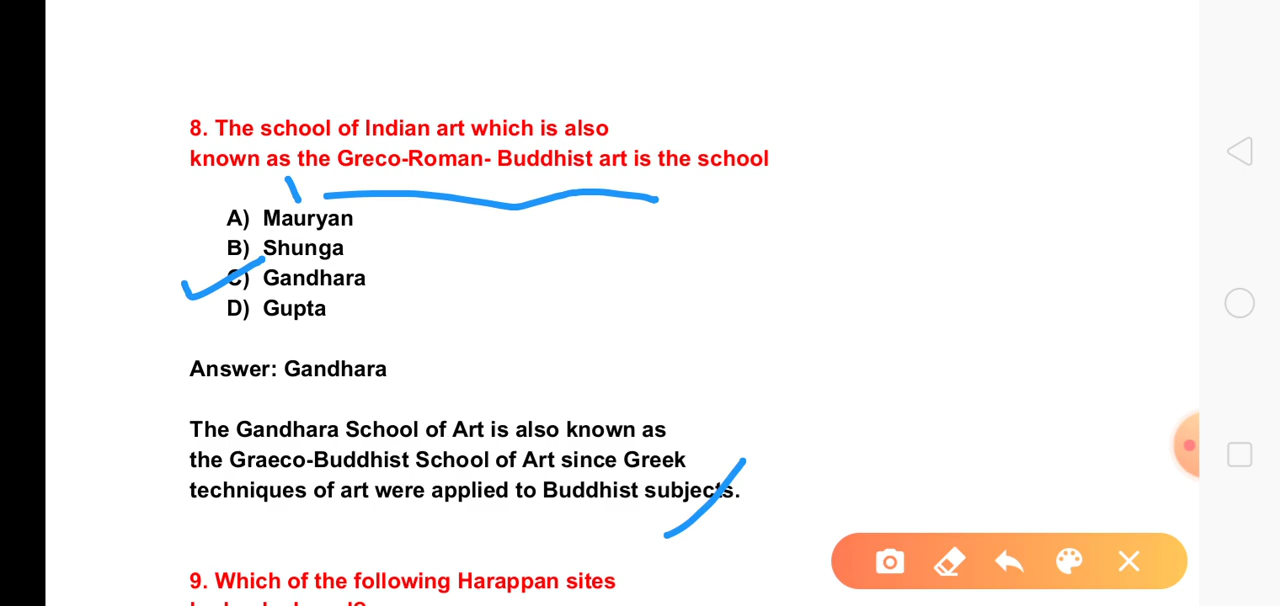 8. The school of Indian art which is also
known as the Greco-Roman- Buddhist art is the school
A) Mauryan
B) Shunga
C) Gandhara
D) Gupta
Answer: Gandhara
The Gandhara School of Art is also known as
the Graeco-Buddhist School of Art since Greek
techniques of art were applied to Buddhist subjects.
9. Which of the following Harappan sites